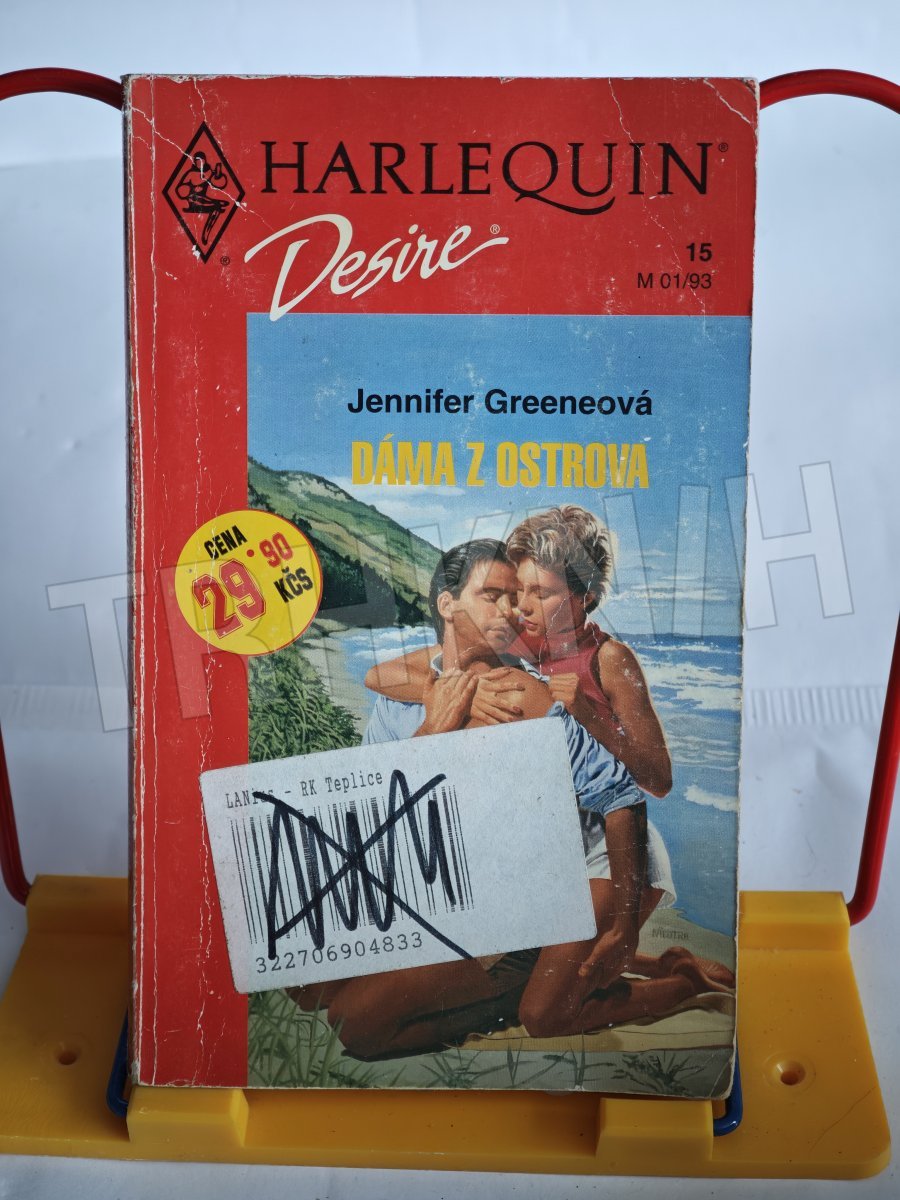 HARLEQUIN®
Desire®
15
M 01/93
Jennifer Greeneová
DÁMA Z OSTROVA
CENA
29.90
KČS
- RK Teplice
322706904833